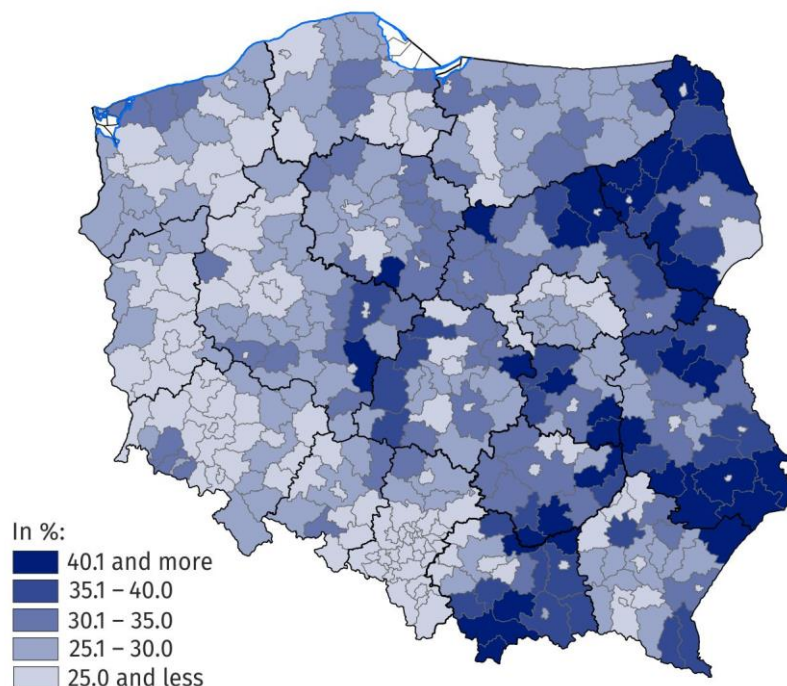 In %:
40.1 and more
35.1 – 40.0
30.1 – 35.0
25.1 – 30.0
25.0 and less